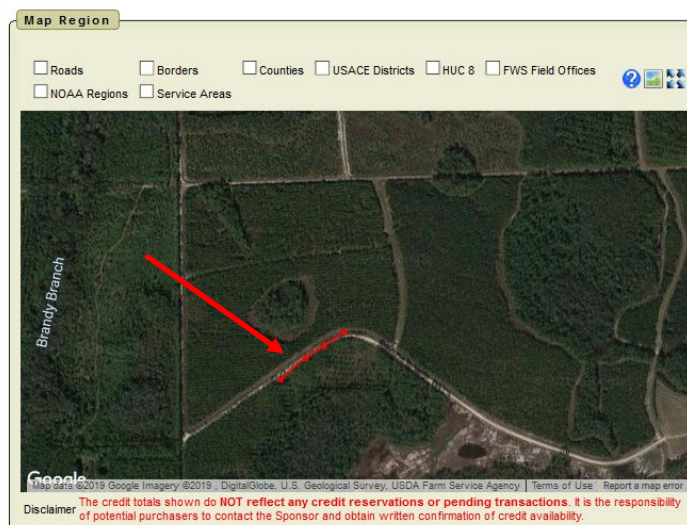 Map Region
Roads Borders Counties USACE Districts HUC 8 FWS Field Offices
NOAA Regions Service Areas
Brandy Branch
Google
Map data ©2019 Google Imagery ©2019 , DigitalGlobe, U.S. Geological Survey, USDA Farm Service Agency Terms of Use Report a map error
Disclaimer The credit totals shown do NOT reflect any credit reservations or pending transactions. It is the responsibility
of potential purchasers to contact the Sponsor and obtain written confirmation of credit availability.